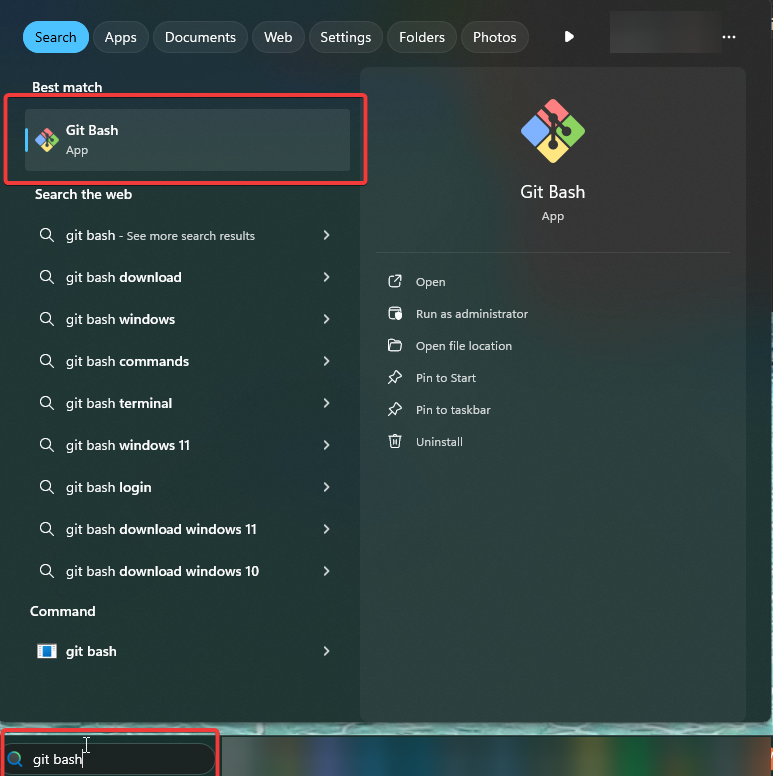 Search Apps Documents Web Settings Folders Photos
Best match
Git Bash
App
Search the web
git bash - See more search results
git bash download
git bash windows
git bash commands
git bash terminal
git bash windows 11
git bash login
git bash download windows 11
git bash download windows 10
Command
git bash
Git Bash
App
Open
Run as administrator
Open file location
Pin to Start
Pin to taskbar
Uninstall
git bash